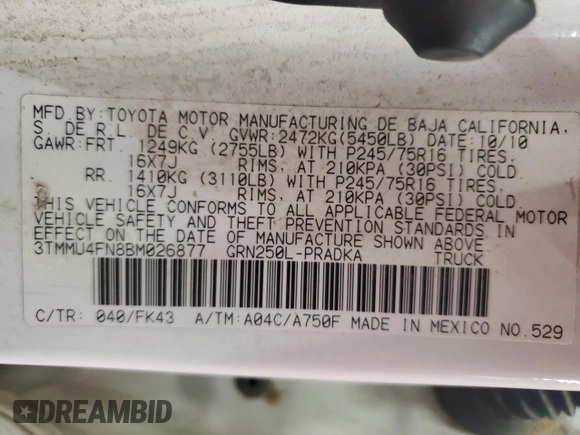 MFD.BY:TOYOTA MOTOR MANUFACTURING DE BAJA CALIFORNIA,
S. DE R.L. DE C.V. GVWR:2472KG(5450LB) DATE:10/10
GAWR:FRT. 1249KG (2755LB) WITH P245/75R16 TIRES,
16X7J RIMS, AT 210KPA (30PSI) COLD.
RR. 1410KG (3110LB) WITH P245/75R16 TIRES,
16X7J RIMS, AT 210KPA (30PSI) COLD.
THIS VEHICLE CONFORMS TO ALL APPLICABLE FEDERAL MOTOR
VEHICLE SAFETY AND THEFT PREVENTION STANDARDS IN
EFFECT ON THE DATE OF MANUFACTURE SHOWN ABOVE.
3TMMU4FN8BM026877 GRN250L-PRADKA TRUCK
C/TR: 040/FK43 A/TM:A04C/A750F MADE IN MEXICO NO.529
DREAMBID